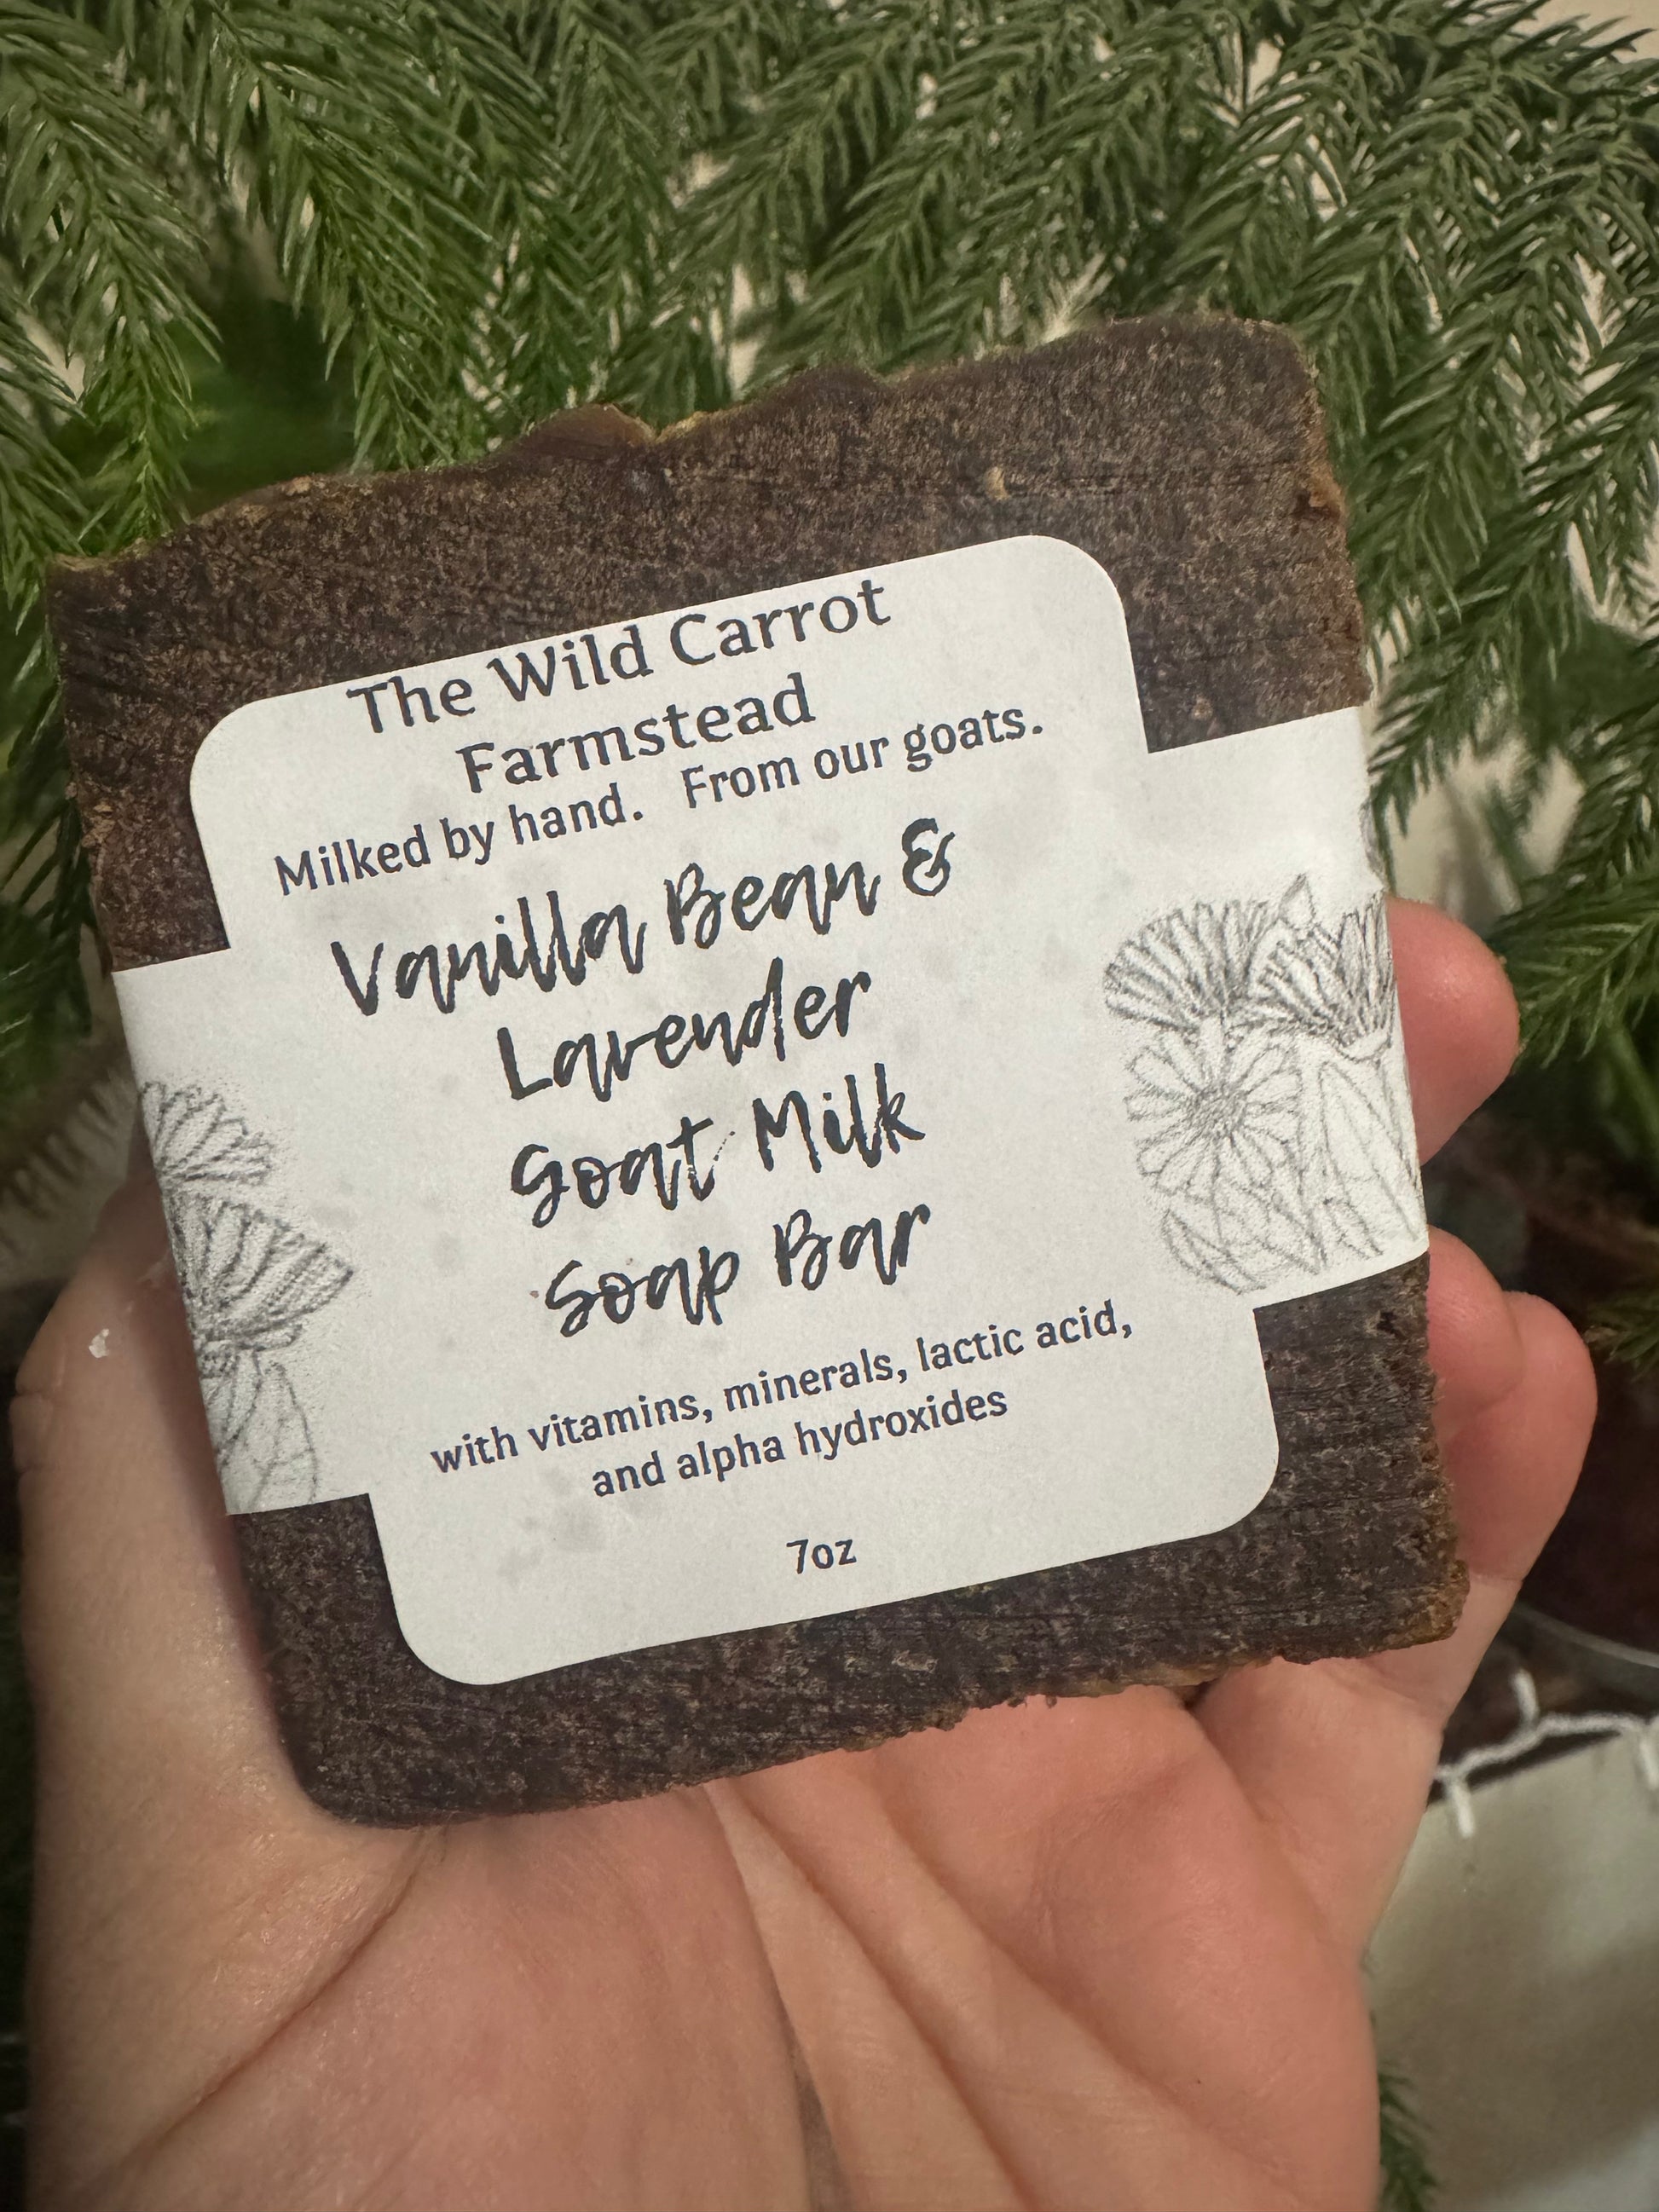 The Wild Carrot
Farmstead
Milked by hand. From our goats.
Vanilla Bean &
Lavender
Goat Milk
Soap Bar
with vitamins, minerals, lactic acid,
and alpha hydroxides
7oz